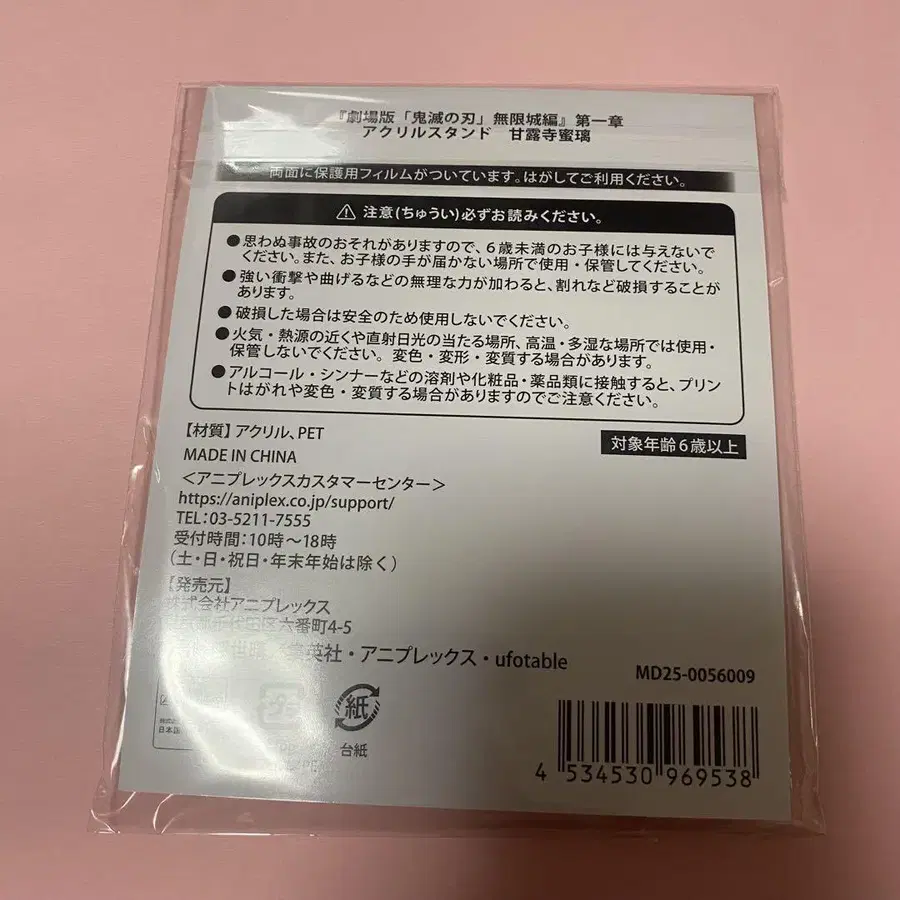 『劇場版「鬼滅の刃」無限城編』第一章
アクリルスタンド 甘露寺蜜璃
両面に保護用フィルムがついています。はがしてご利用ください。
注意(ちゅうい)必ずお読みください。
●思わぬ事故のおそれがありますので、6歳未満のお子様には与えないで
ください。また、お子様の手が届かない場所で使用・保管してください。
●強い衝撃や曲げるなどの無理な力が加わると、割れなど破損することが
あります。
●破損した場合は安全のため使用しないでください。
●火気・熱源の近くや直射日光の当たる場所、高温・多湿な場所では使用・
保管しないでください。変色・変形・変質する場合があります。
●アルコール・シンナーなどの溶剤や化粧品・薬品類に接触すると、プリン
トはがれや変色・変質する場合がありますのでご注意ください。
【材質】アクリル、PET
対象年齢6歳以上
MADE IN CHINA
<アニプレックスカスタマーセンター>
https://aniplex.co.jp/support/
TEL:03-5211-7555
受付時間:10時~18時
(土・日・祝日・年末年始は除く)
【発売元】
株式会社アニプレックス
代田区六番町4-5
英社・アニプレックス・ufotable
MD25-0056009
紙
台紙
4 534530 969538